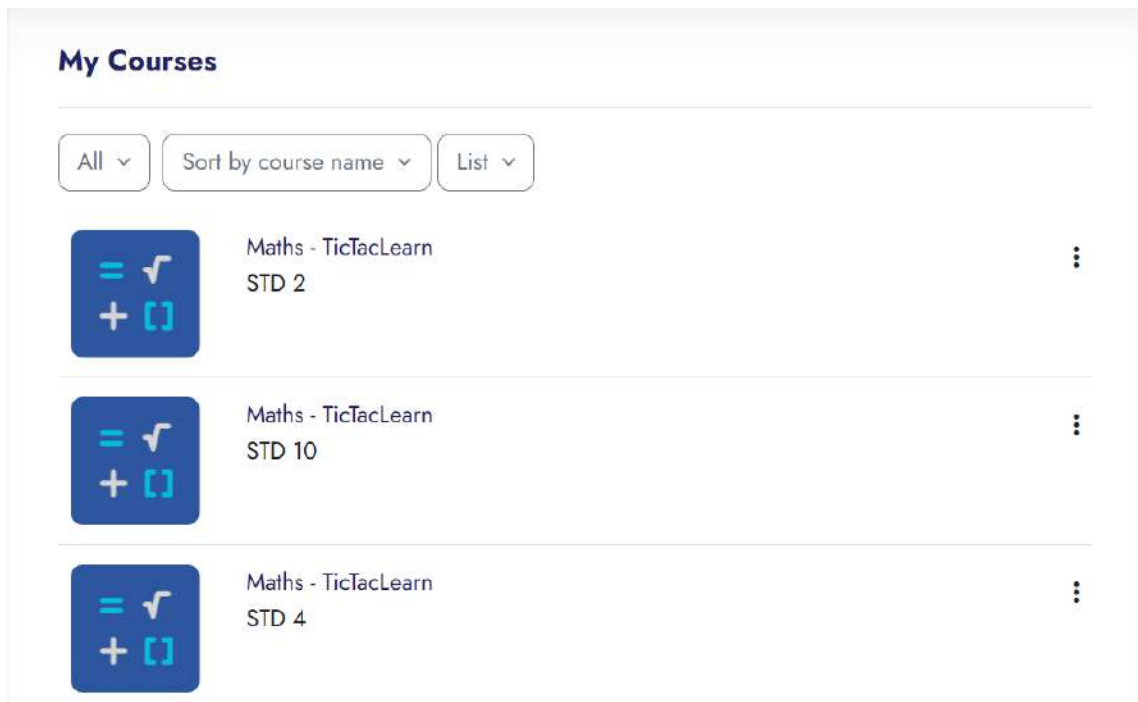 My Courses
All Sort by course name List
Maths - TicTacLearn
STD 2
Maths - TicTacLearn
STD 10
Maths - TicTacLearn
STD 4